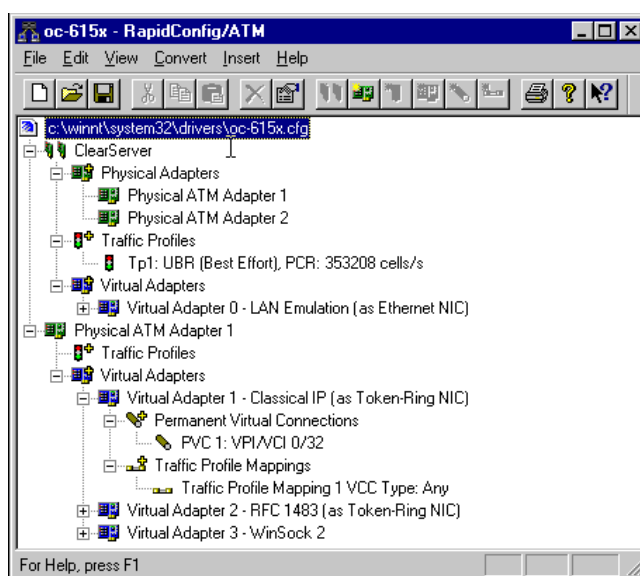 oc-615x - RapidConfig/ATM
File Edit View Convert Insert Help
c:\winnt\system32\drivers\oc-615x.cfg
ClearServer
Physical Adapters
Physical ATM Adapter 1
Physical ATM Adapter 2
Traffic Profiles
Tp1: UBR (Best Effort), PCR: 353208 cells/s
Virtual Adapters
Virtual Adapter 0 - LAN Emulation (as Ethernet NIC)
Physical ATM Adapter 1
Traffic Profiles
Virtual Adapters
Virtual Adapter 1 - Classical IP (as Token-Ring NIC)
Permanent Virtual Connections
PVC 1: VPI/VCI 0/32
Traffic Profile Mappings
Traffic Profile Mapping 1 VCC Type: Any
Virtual Adapter 2 - RFC 1483 (as Token-Ring NIC)
Virtual Adapter 3 - WinSock 2
For Help, press F1